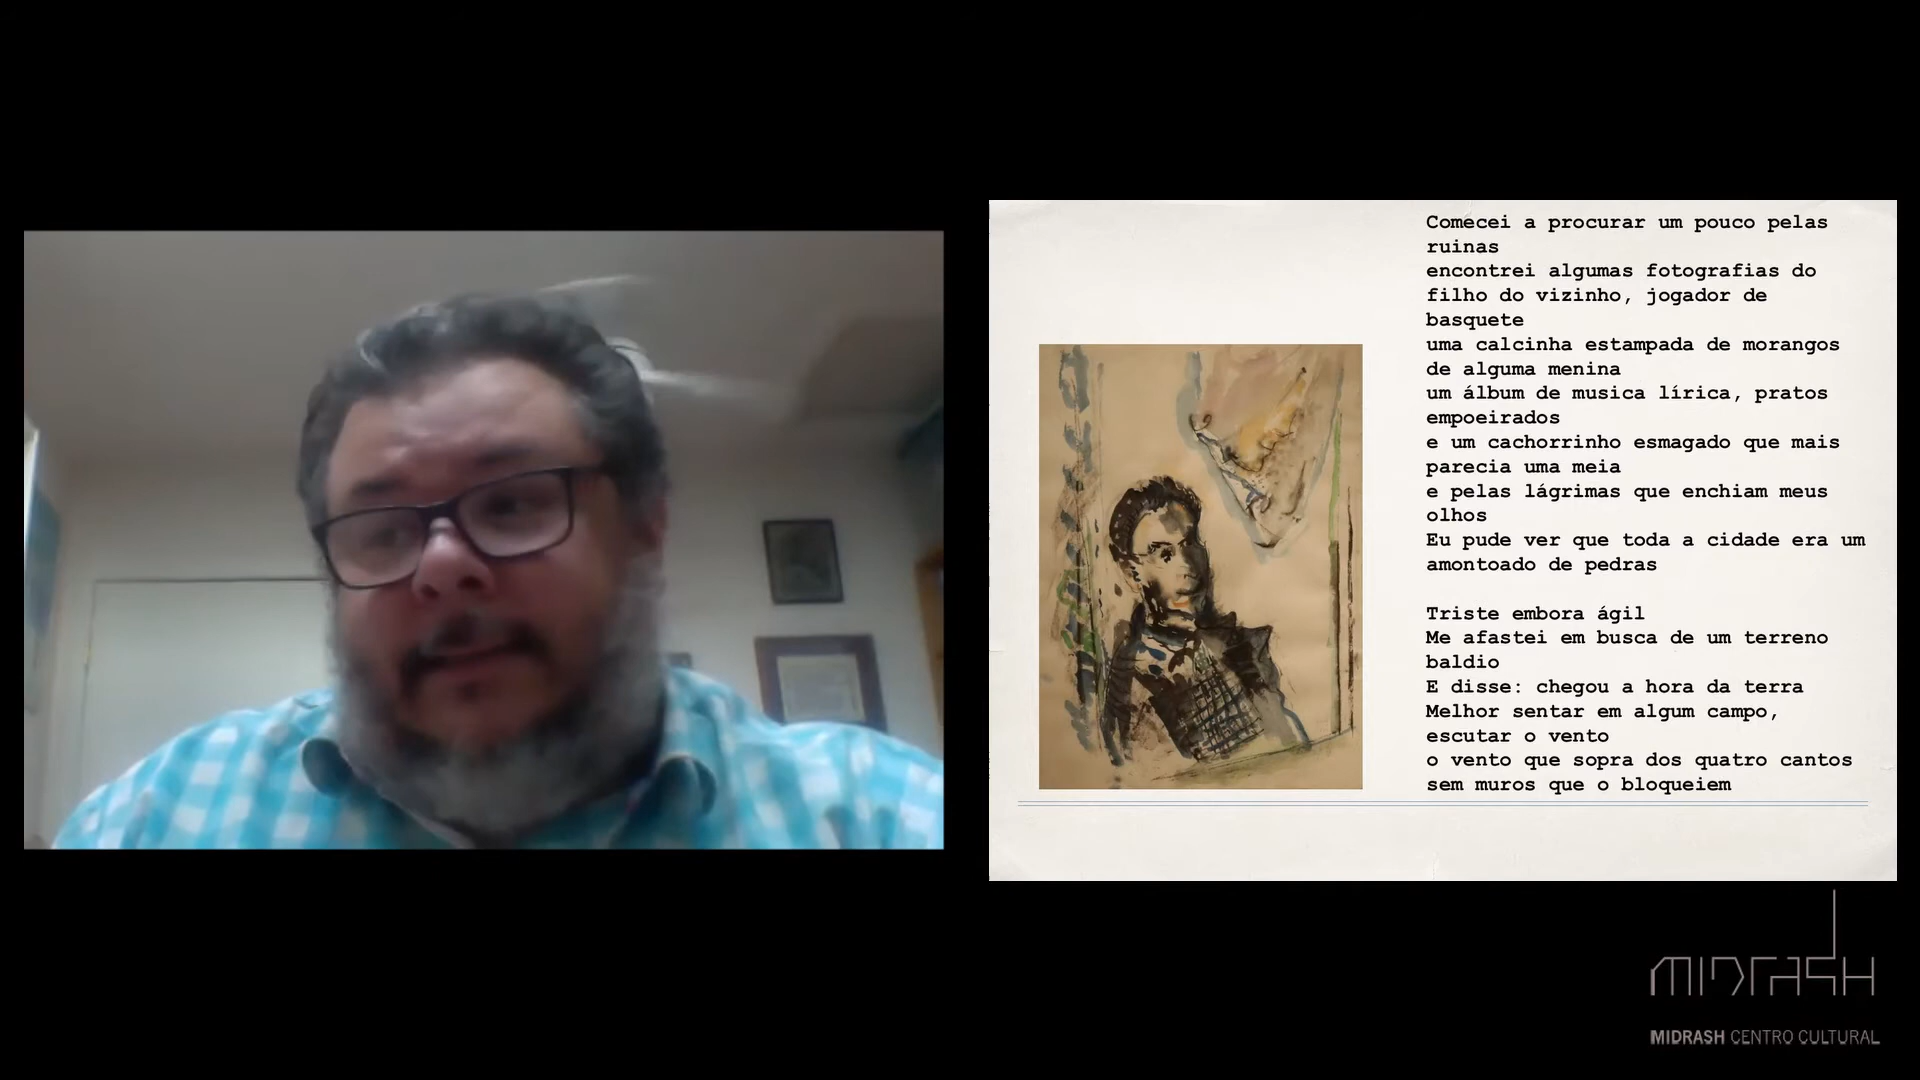 Comecei a procurar um pouco pelas
ruinas
encontrei algumas fotografias do
filho do vizinho, jogador de
basquete
uma calcinha estampada de morangos
de alguma menina
um álbum de musica lírica, pratos
empoeirados
e um cachorrinho esmagado que mais
parecia uma meia
e pelas lágrimas que enchiam meus
olhos
Eu pude ver que toda a cidade era um
amontoado de pedras
Triste embora ágil
Me afastei em busca de um terreno
baldio
E disse: chegou a hora da terra
Melhor sentar em algum campo,
escutar o vento
o vento que sopra dos quatro cantos
sem muros que o bloqueiem
MIDRASH
MIDRASH CENTRO CULTURAL